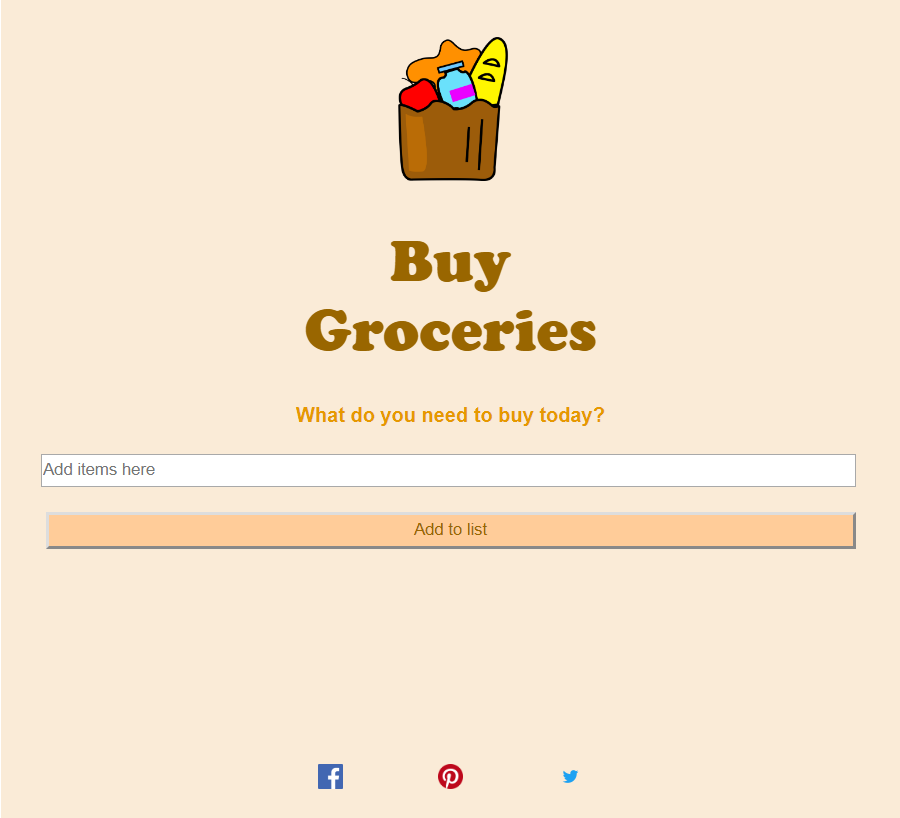 Buy
Groceries
What do you need to buy today?
Add items here
Add to list